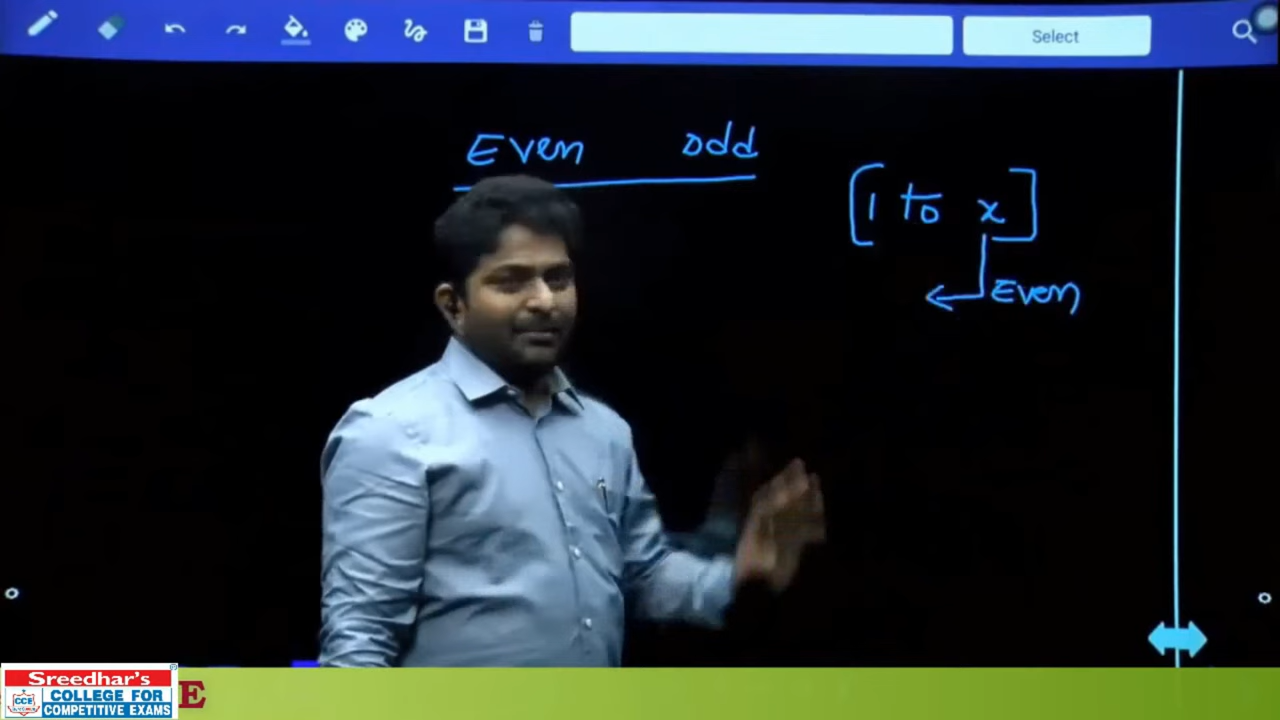 Select
Even odd
[1 to x]
Even
Sreedhar's
CCE
COLLEGE FOR
COMPETITIVE EXAMS
E